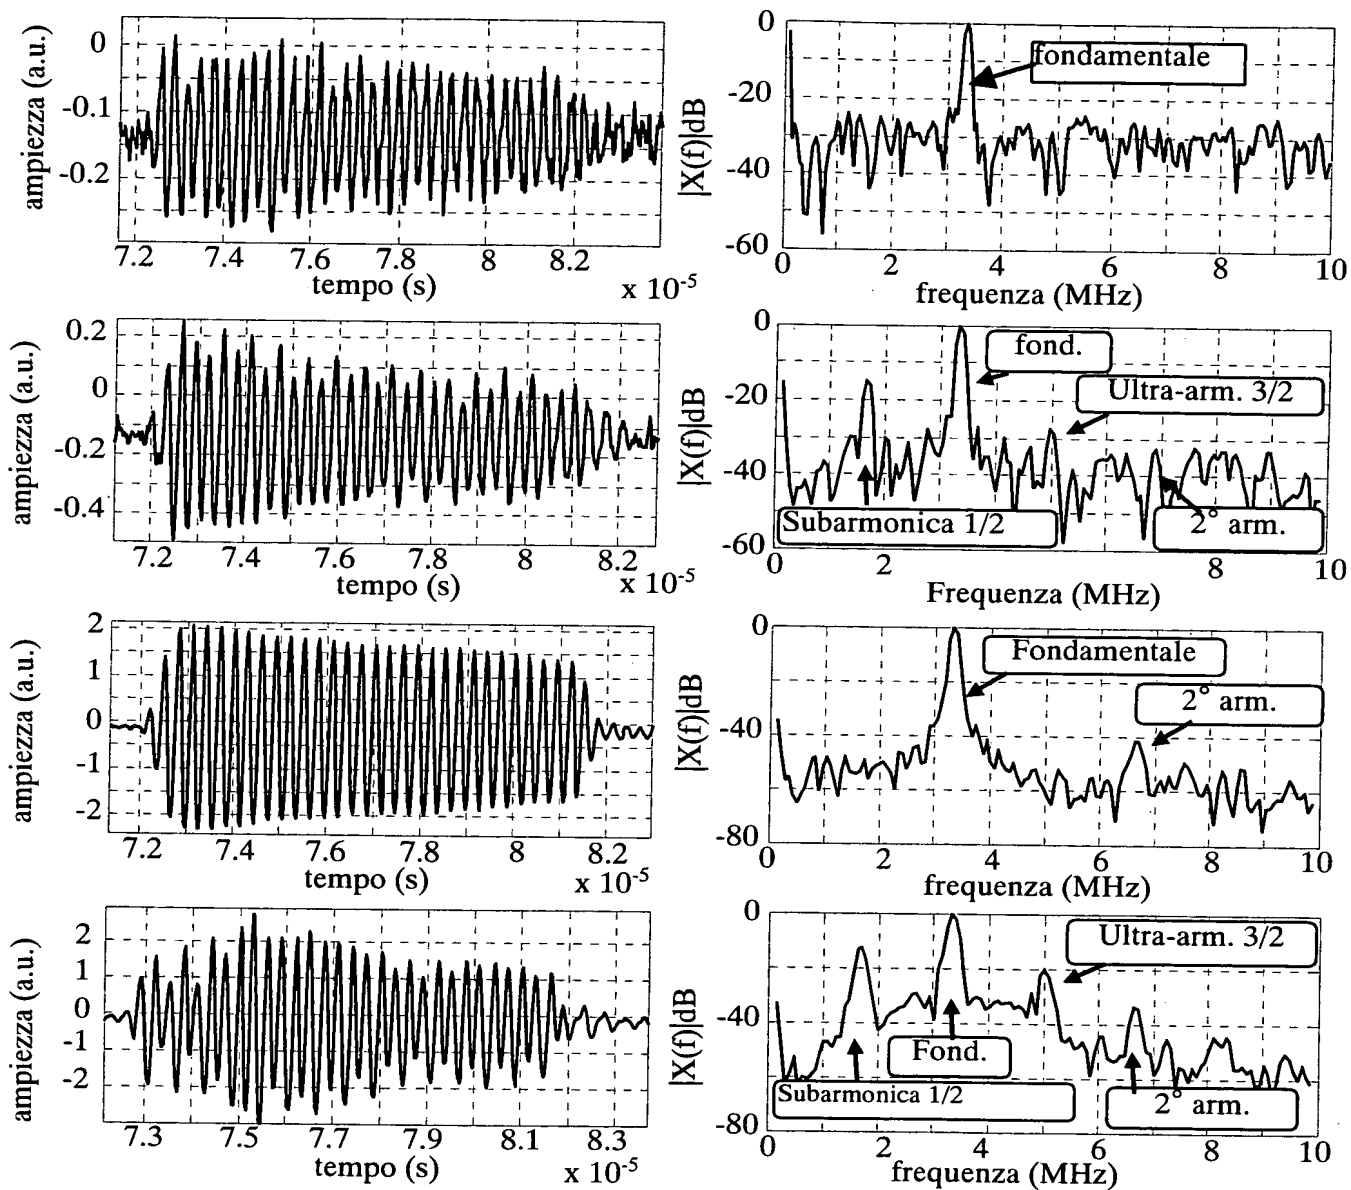 ampiezza (a.u.)
0
-0.1
-0.2
7.2 7.4 7.6 7.8 8 8.2
tempo (s)
x 10-5
|X(f)|dB
0
-20
-40
-60
fondamentale
0 2 4 6 8 10
frequenza (MHz)
ampiezza (a.u.)
0.2
0
-0.2
-0.4
7.2 7.4 7.6 7.8 8 8.2
tempo (s)
x 10-5
|X(f)|dB
0
-20
-40
-60
fond.
Ultra-arm. 3/2
Subarmonica 1/2
2° arm.
0 2 8 10
Frequenza (MHz)
ampiezza (a.u.)
2
1
0
-1
-2
7.2 7.4 7.6 7.8 8 8.2
tempo (s)
x 10-5
|X(f)|dB
0
-40
-80
Fondamentale
2° arm.
0 2 4 6 8 10
frequenza (MHz)
ampiezza (a.u.)
2
1
0
-1
-2
7.3 7.5 7.7 7.9 8.1 8.3
tempo (s)
x 10-5
|X(f)|dB
0
-40
-80
Ultra-arm. 3/2
Fond.
Subarmonica 1/2
2° arm.
0 2 4 6 8 10
frequenza (MHz)